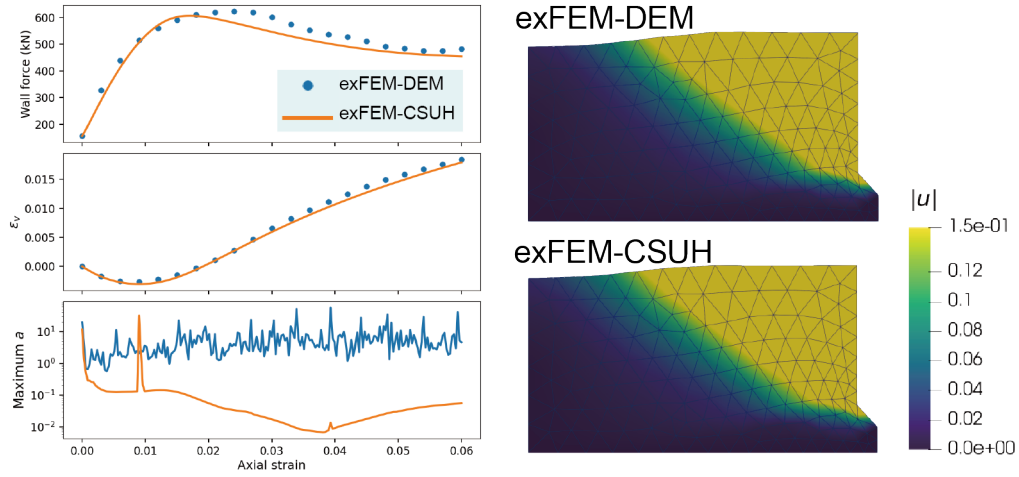 600
500
400
300
200
Wall force (kN)
exFEM-DEM
exFEM-CSUH
0.015
0.010
0.005
0.000
εv
10¹
10⁰
10⁻¹
10⁻²
Maximum a
0.00 0.01 0.02 0.03 0.04 0.05 0.06
Axial strain
exFEM-DEM
exFEM-CSUH
|u|
1.5e-01
0.12
0.1
0.08
0.06
0.04
0.02
0.0e+00